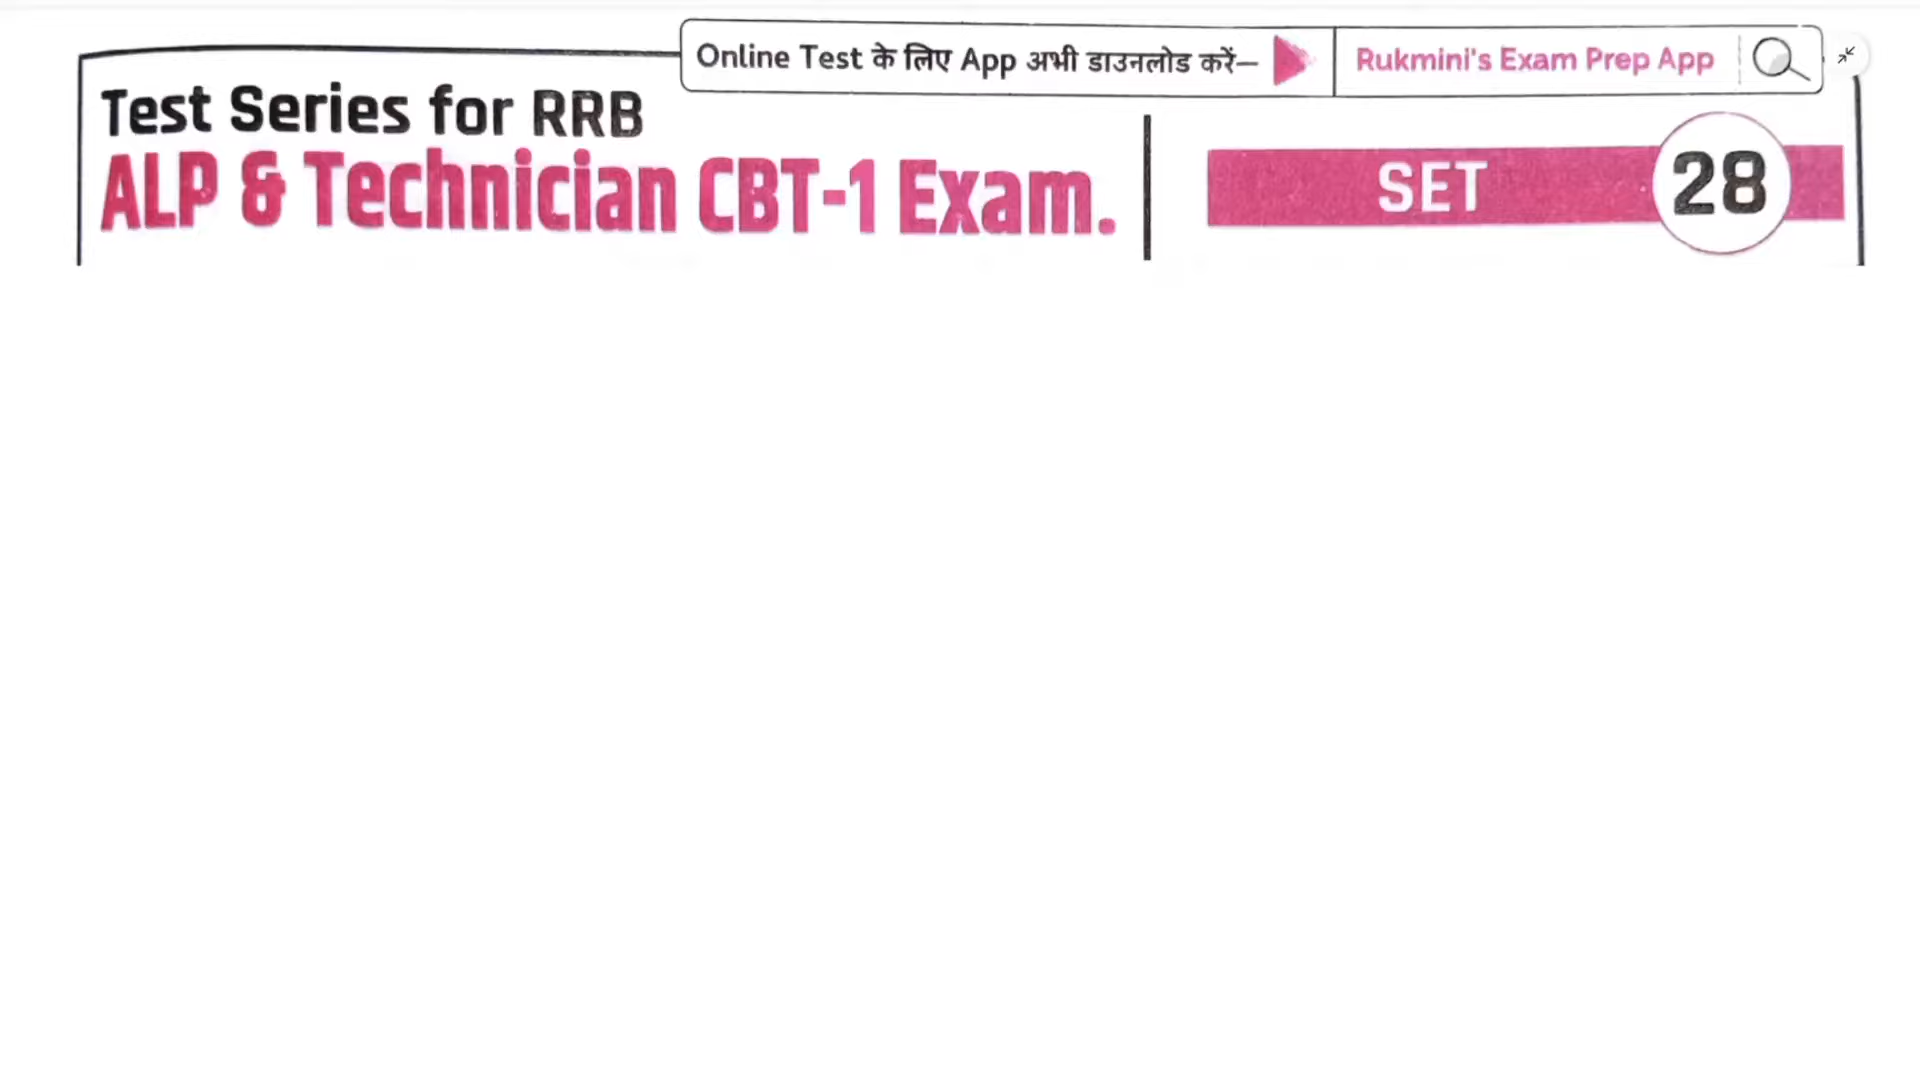 Online Test के लिए App अभी डाउनलोड करें—
Rukmini's Exam Prep App
Test Series for RRB
ALP & Technician CBT-1 Exam.
SET 28